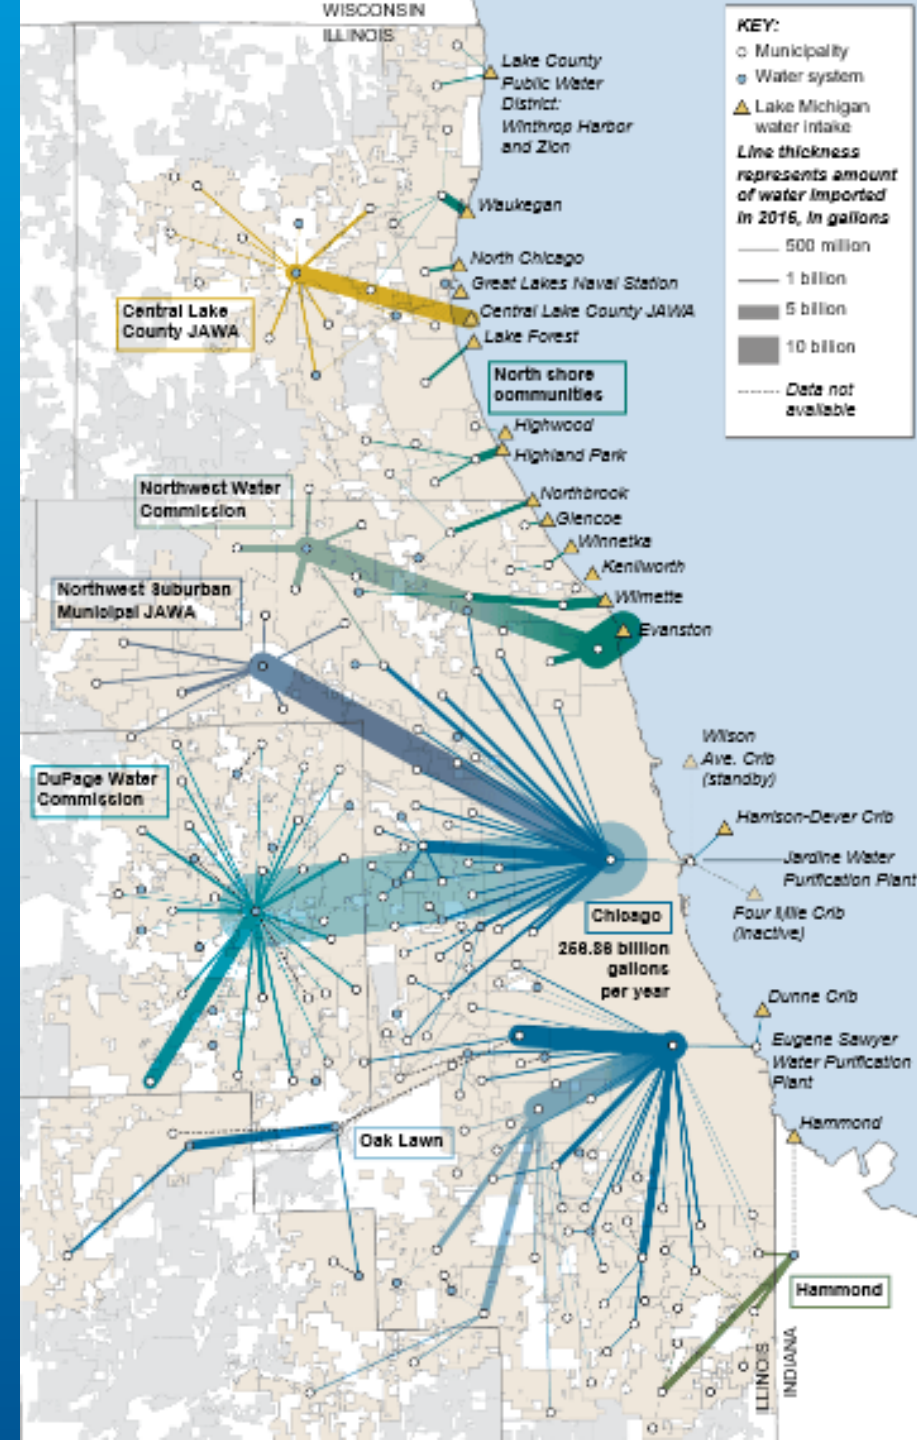 WISCONSIN
ILLINOIS
KEY:
Municipality
Water system
Lake Michigan
water intake
Line thickness
represents amount
of water imported
in 2016, in gallons
500 million
1 billion
5 billion
10 billion
Data not
available
Lake County
Public Water
District:
Winthrop Harbor
and Zion
Waukegan
North Chicago
Great Lakes Naval Station
Central Lake County JAWA
Lake Forest
Central Lake
County JAWA
North shore
communities
Highwood
Highland Park
Northwest Water
Commission
Northbrook
Glencoe
Winnetka
Kenilworth
Wilmette
Evanston
Northwest Suburban
Municipal JAWA
Wilson
Ave. Crib
(standby)
DuPage Water
Commission
Harrison-Dever Crib
Jardine Water
Purification Plant
Four Mile Crib
(inactive)
Chicago
256.86 billion
gallons
per year
Dunne Crib
Eugene Sawyer
Water Purification
Plant
Hammond
Oak Lawn
Hammond
ILLINOIS
INDIANA